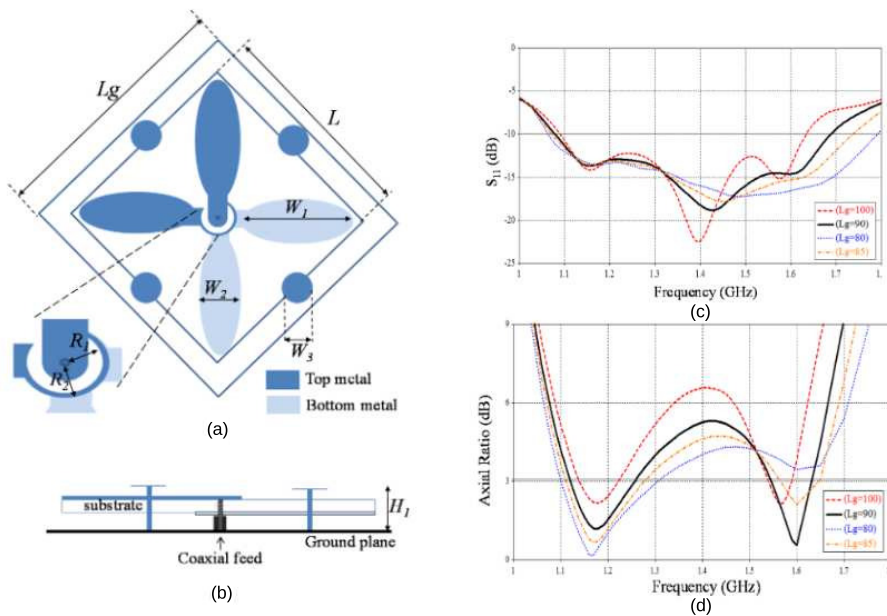 Lg
L
W1
W2
W3
R1
R2
Top metal
Bottom metal
(a)
substrate
H1
Ground plane
Coaxial feed
(b)
0
-5
-10
-15
-20
-25
S11 (dB)
1.0 1.1 1.2 1.3 1.4 1.5 1.6 1.7 1.
(Lg=100)
(Lg=90)
(Lg=80)
(Lg=85)
Frequency (GHz)
(c)
9
6
3
0
Axial Ratio (dB)
1 1.1 1.2 1.3 1.4 1.5 1.6 1.7
(Lg=100)
(Lg=90)
(Lg=80)
(Lg=85)
Frequency (GHz)
(d)